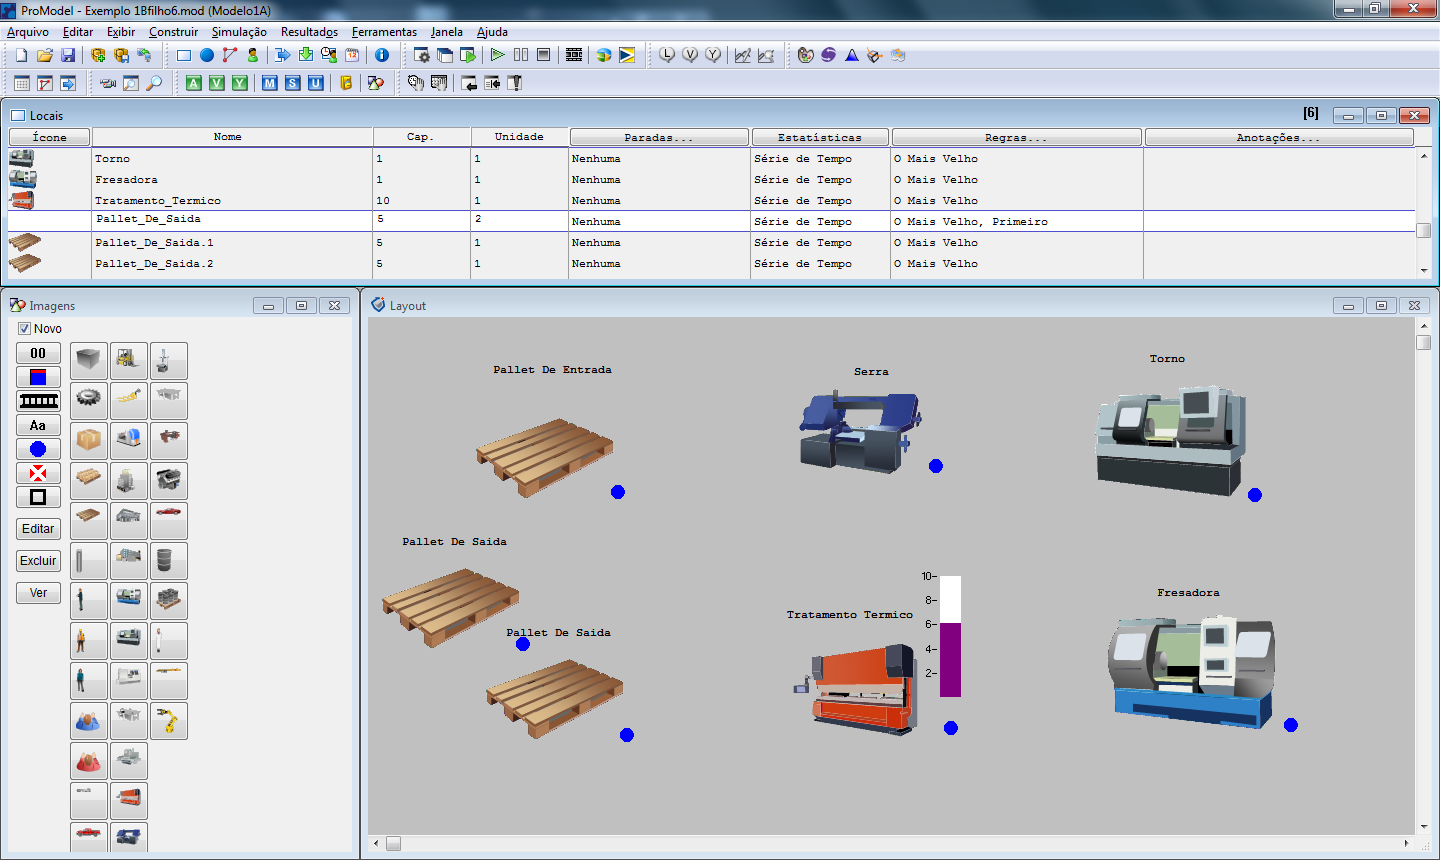 ProModel - Exemplo 1Bfilho6.mod (Modelo1A)
Arquivo Editar Exibir Construir Simulação Resultados Ferramentas Janela Ajuda
L V Y
A V Y M S U
Locais [6]
Ícone Nome Cap. Unidade Paradas... Estatísticas Regras... Anotações...
Torno 1 1 Nenhuma Série de Tempo O Mais Velho
Fresadora 1 1 Nenhuma Série de Tempo O Mais Velho
Tratamento_Termico 10 1 Nenhuma Série de Tempo O Mais Velho
Pallet_De_Saida 5 2 Nenhuma Série de Tempo O Mais Velho, Primeiro
Pallet_De_Saida.1 5 1 Nenhuma Série de Tempo O Mais Velho
Pallet_De_Saida.2 5 1 Nenhuma Série de Tempo O Mais Velho
Imagens
Novo
00
Aa
Editar
Excluir
Ver
Layout
Pallet De Entrada
Serra
Torno
Pallet De Saida
Pallet De Saida
Tratamento Termico
10-
8-
6-
4-
2-
Fresadora